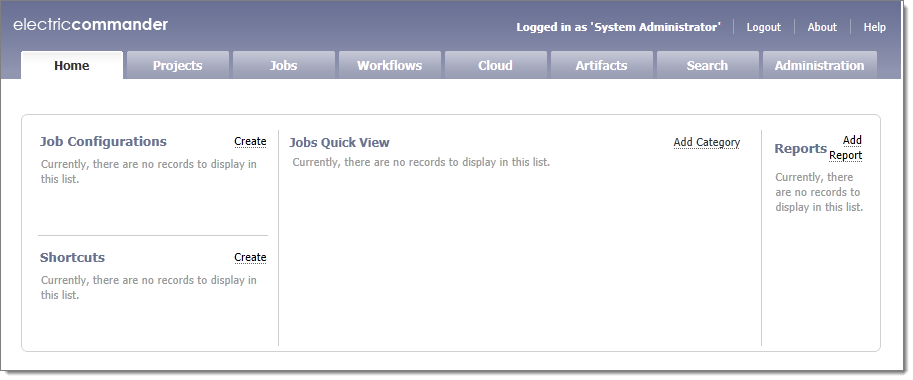 electriccommander
Logged in as 'System Administrator' Logout About Help
Home Projects Jobs Workflows Cloud Artifacts Search Administration
Job Configurations Create
Currently, there are no records to display in
this list.
Shortcuts Create
Currently, there are no records to display in
this list.
Jobs Quick View Add Category
Currently, there are no records to display in this list.
Reports Add
Report
Currently, there
are no records to
display in this list.